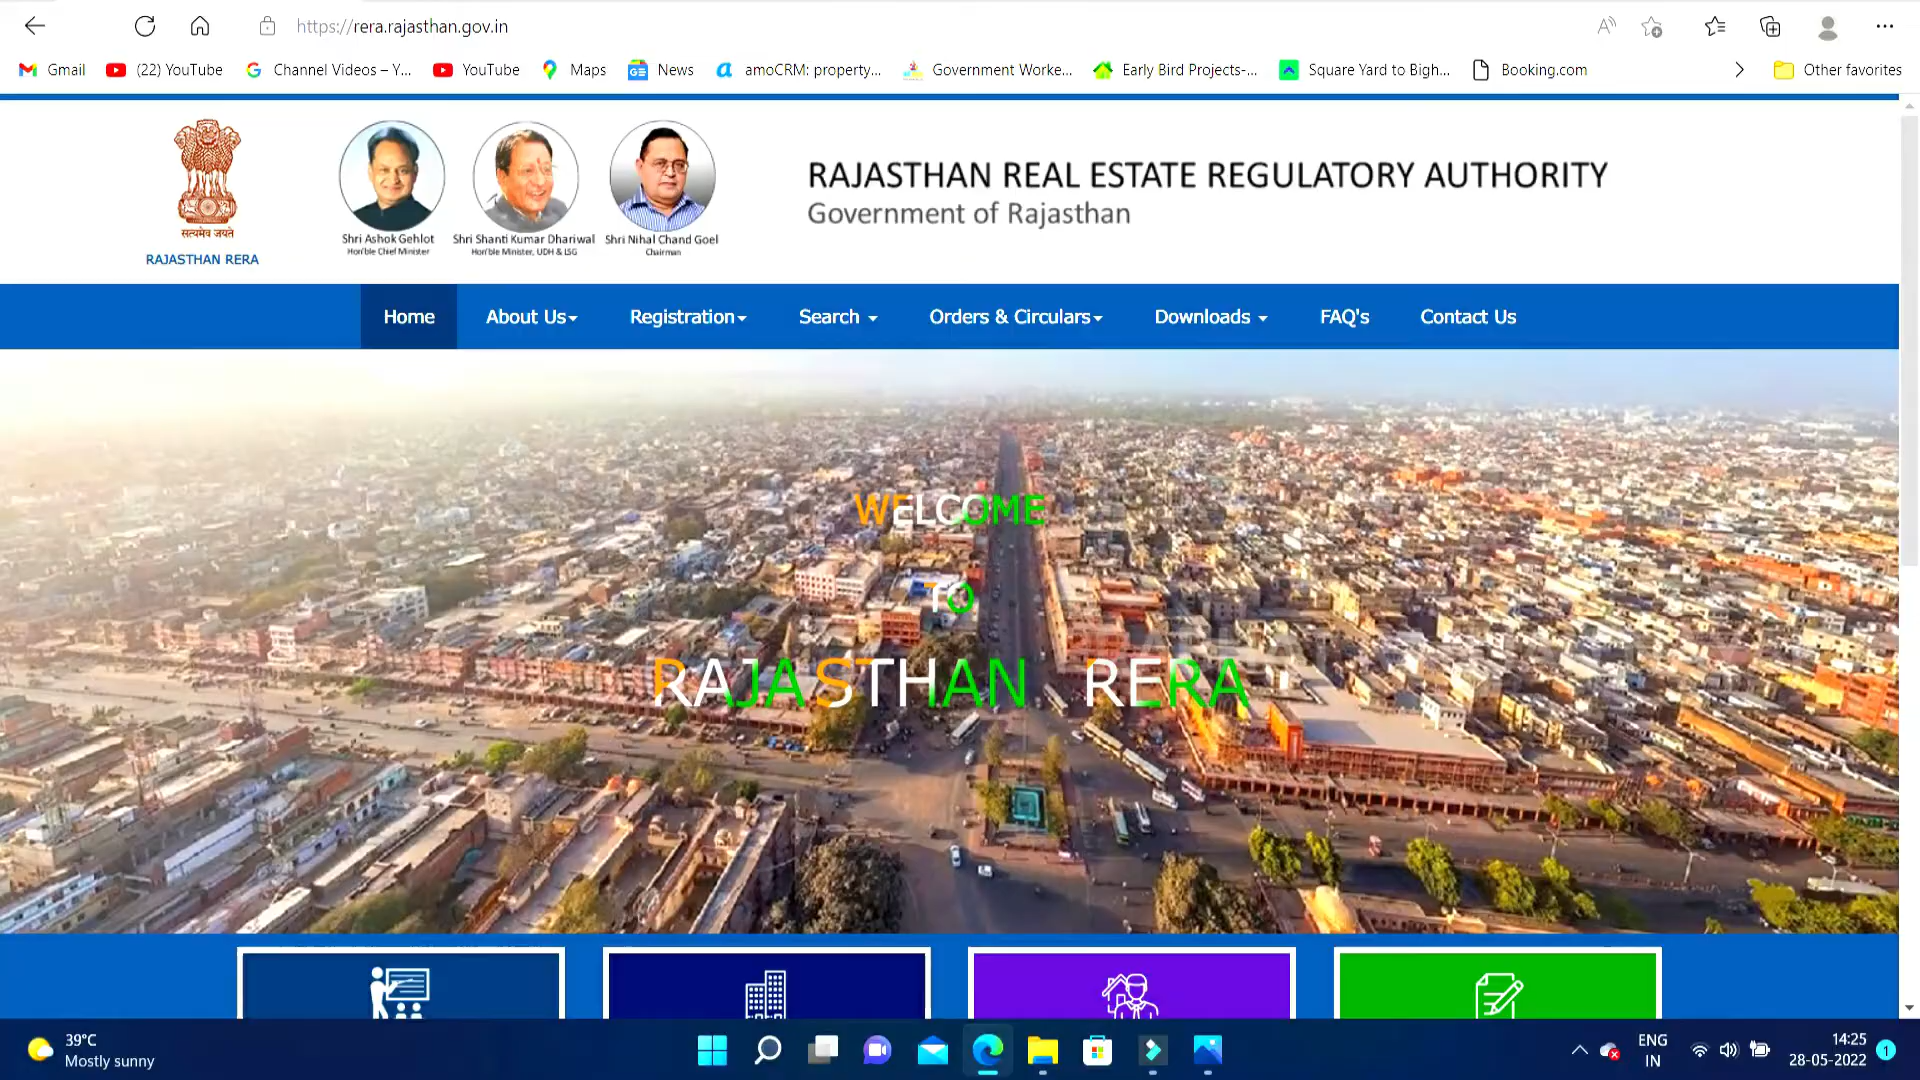 https://rera.rajasthan.gov.in
Gmail
(22) YouTube
Channel Videos – Y...
YouTube
Maps
News
amoCRM: property...
Government Worke...
Early Bird Projects-...
Square Yard to Bigh...
Booking.com
Other favorites
सत्यमेव जयते
RAJASTHAN RERA
Shri Ashok Gehlot
Hon'ble Chief Minister
Shri Shanti Kumar Dhariwal
Hon'ble Minister, UDH & LSG
Shri Nihal Chand Goel
Chairman
RAJASTHAN REAL ESTATE REGULATORY AUTHORITY
Government of Rajasthan
Home
About Us
Registration
Search
Orders & Circulars
Downloads
FAQ's
Contact Us
WELCOME
TO
RAJASTHAN RERA
39°C
Mostly sunny
ENG
IN
14:25
28-05-2022
1